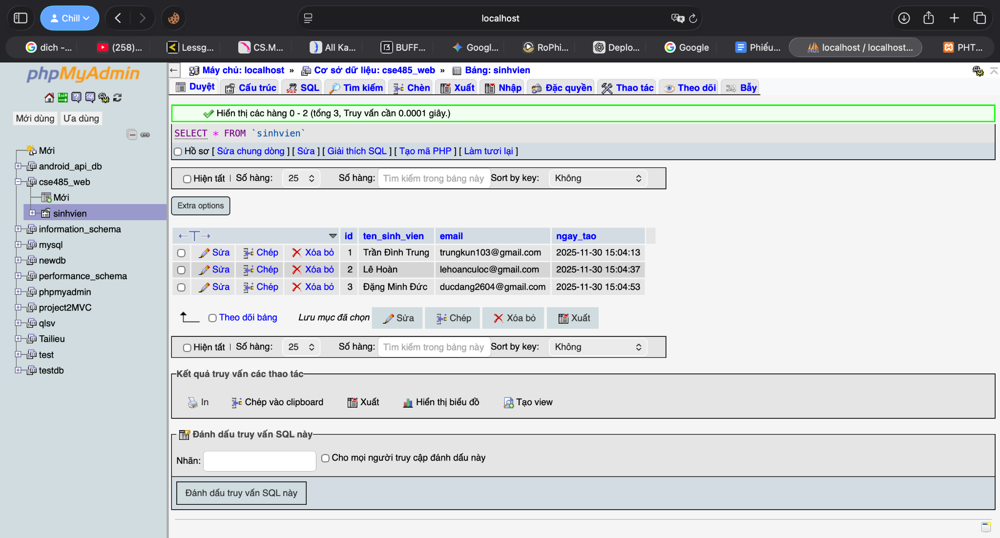 Chill
localhost
dich -...
(258)...
Lessg...
CS.M...
All Ka...
BUFF...
Googl...
RoPhi...
Deplo...
Google
Phiếu...
localhost / localhost...
PHT...
phpMyAdmin
Mới dùng Ưa dùng
Mới
android_api_db
cse485_web
Mới
sinhvien
information_schema
mysql
newdb
performance_schema
phpmyadmin
project2MVC
qlsv
Tailieu
test
testdb
Máy chủ: localhost » Cơ sở dữ liệu: cse485_web » Bảng: sinhvien
Duyệt Cấu trúc SQL Tìm kiếm Chèn Xuất Nhập Đặc quyền Thao tác Theo dõi Bẫy
Hiển thị các hàng 0 - 2 (tổng 3, Truy vấn cần 0.0001 giây.)
SELECT * FROM `sinhvien`
Hồ sơ [ Sửa chung dòng ] [ Sửa ] [ Giải thích SQL ] [ Tạo mã PHP ] [ Làm tươi lại ]
Hiện tất | Số hàng: 25 Số hàng: Tìm kiếm trong bảng này Sort by key: Không
Extra options
id ten_sinh_vien email ngay_tao
Sửa Chép Xóa bỏ 1 Trần Đình Trung trungkun103@gmail.com 2025-11-30 15:04:13
Sửa Chép Xóa bỏ 2 Lê Hoàn lehoanculoc@gmail.com 2025-11-30 15:04:37
Sửa Chép Xóa bỏ 3 Đặng Minh Đức ducdang2604@gmail.com 2025-11-30 15:04:53
Theo dõi bảng Lưu mục đã chọn Sửa Chép Xóa bỏ Xuất
Hiện tất | Số hàng: 25 Số hàng: Tìm kiếm trong bảng này Sort by key: Không
Kết quả truy vấn các thao tác
In Chép vào clipboard Xuất Hiển thị biểu đồ Tạo view
Đánh dấu truy vấn SQL này
Nhãn: Cho mọi người truy cập đánh dấu này
Đánh dấu truy vấn SQL này